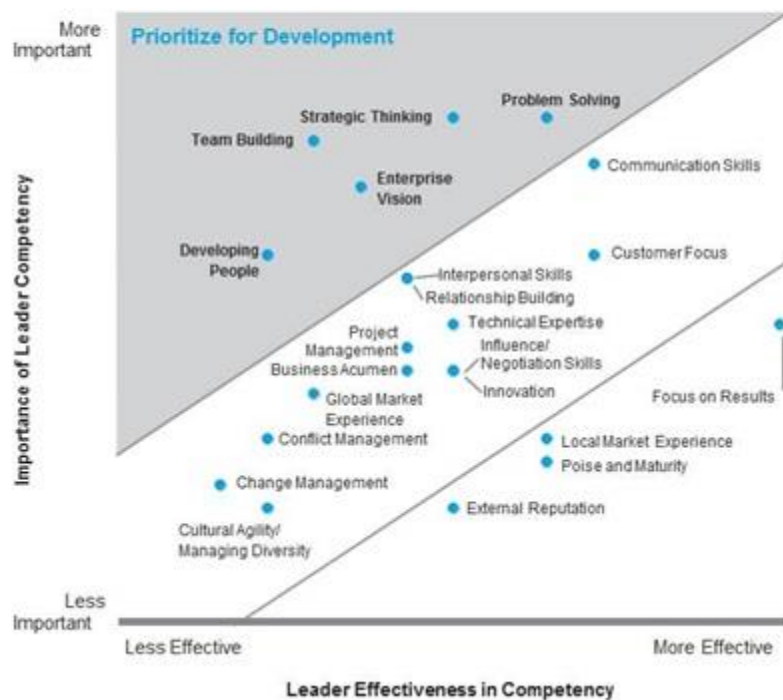 More
Important
Prioritize for Development
Strategic Thinking
Problem Solving
Team Building
Communication Skills
Enterprise
Vision
Developing
People
Customer Focus
Interpersonal Skills
Relationship Building
Technical Expertise
Project
Management
Influence/
Negotiation Skills
Business Acumen
Innovation
Focus on Results
Global Market
Experience
Conflict Management
Local Market Experience
Poise and Maturity
Change Management
External Reputation
Cultural Agility/
Managing Diversity
Importance of Leader Competency
Less
Important
Less Effective
More Effective
Leader Effectiveness in Competency